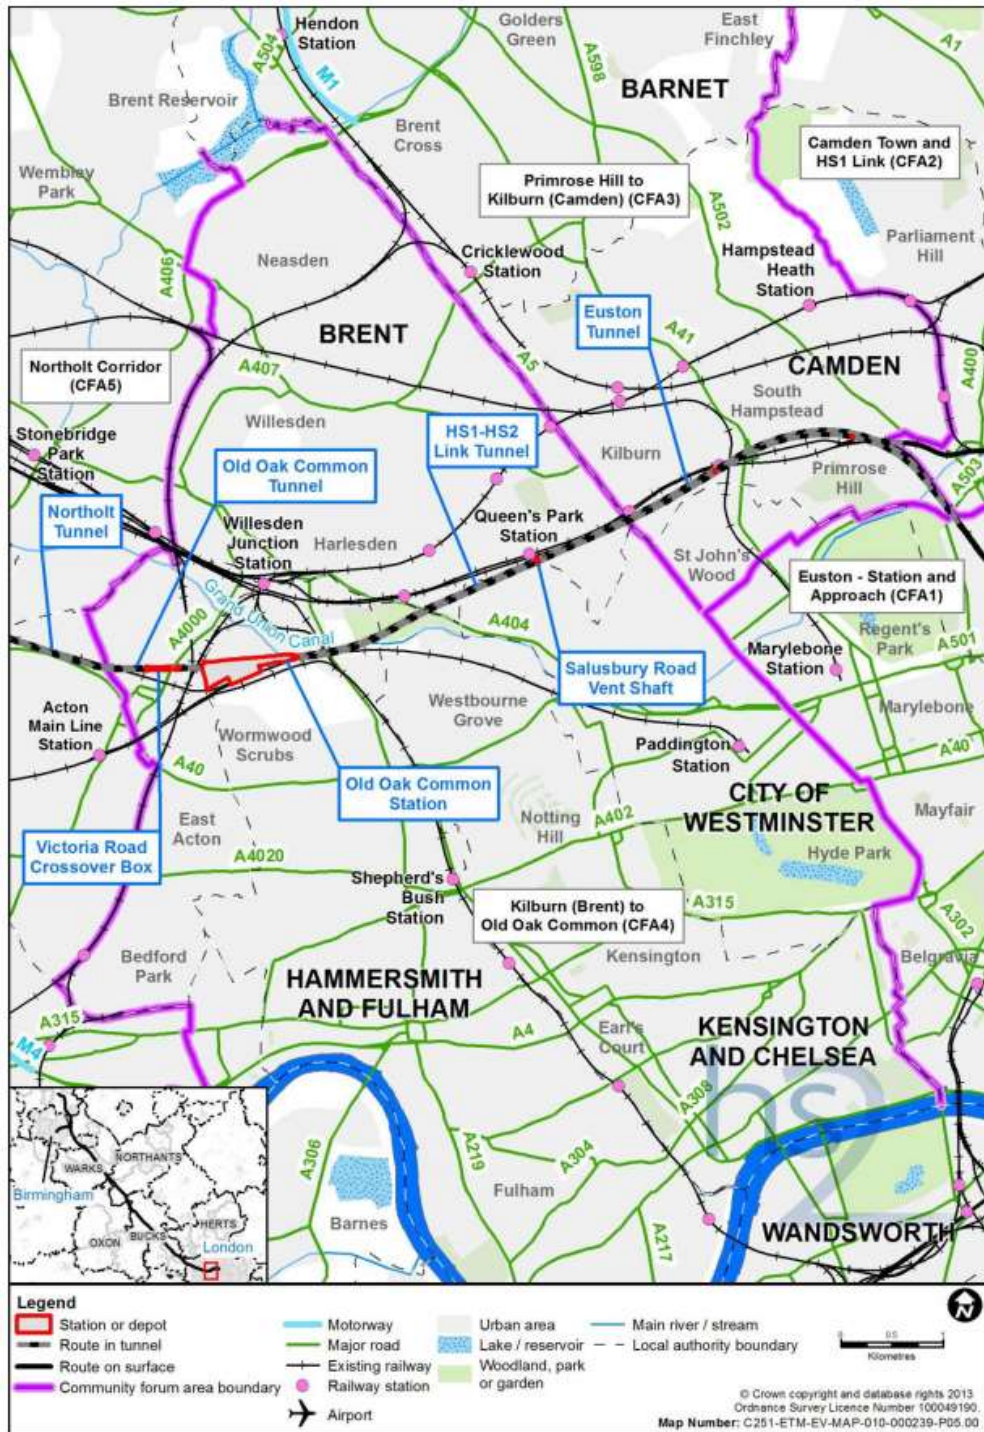 Hendon
Station
A504
M1
Golders
Green
A598
East
Finchley
A1
BARNET
Brent Reservoir
Brent
Cross
Camden Town and
HS1 Link (CFA2)
Wembley
Park
Primrose Hill to
Kilburn (Camden) (CFA3)
A502
Parliament
Hill
Hampstead
Heath
Station
A406
Neasden
Cricklewood
Station
Euston
Tunnel
BRENT
A5
A41
Northolt Corridor
(CFA5)
A407
CAMDEN
A400
South
Hampstead
Willesden
HS1-HS2
Link Tunnel
Kilburn
Stonebridge
Park
Station
Old Oak Common
Tunnel
Primrose
Hill
A503
Northolt
Tunnel
Willesden
Junction
Station
Harlesden
Queen's Park
Station
St John's
Wood
Euston - Station and
Approach (CFA1)
Grand Union Canal
A4000
A404
Regent's
Park
A501
Marylebone
Station
Salusbury Road
Vent Shaft
Acton
Main Line
Station
Westbourne
Grove
Marylebone
Wormwood
Scrubs
Paddington
Station
A40
A40
Old Oak Common
Station
CITY OF
WESTMINSTER
Mayfair
East
Acton
Notting
Hill
A402
Victoria Road
Crossover Box
A4020
Hyde Park
Shepherd's
Bush
Station
Kilburn (Brent) to
Old Oak Common (CFA4)
A315
A302
Bedford
Park
Kensington
Belgravia
HAMMERSMITH
AND FULHAM
A315
M4
A4
Earl's
Court
KENSINGTON
AND CHELSEA
A308
hs2
A306
A219
A304
Fulham
Barnes
A217
WANDSWORTH
WARKS
NORTHANTS
Birmingham
OXON
BUCKS
HERTS
London
Legend
Station or depot
Route in tunnel
Route on surface
Community forum area boundary
Motorway
Major road
Existing railway
Railway station
Airport
Urban area
Lake / reservoir
Woodland, park
or garden
Main river / stream
Local authority boundary
N
0 0.5 1
Kilometres
© Crown copyright and database rights 2013.
Ordnance Survey Licence Number 100049190.
Map Number: C251-ETM-EV-MAP-010-000239-P05.00